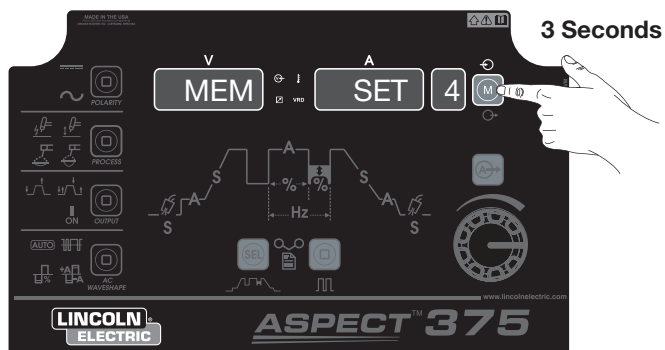 MADE IN THE USA
3 Seconds
V
A
MEM
SET
4
M
VRD
POLARITY
PROCESS
ON
OUTPUT
AUTO
%
A
AC
WAVESHAPE
S
A
S
A
%
%
Hz
S
A
S
SEL
A
www.lincolnelectric.com
LINCOLN
ELECTRIC
ASPECT™ 375